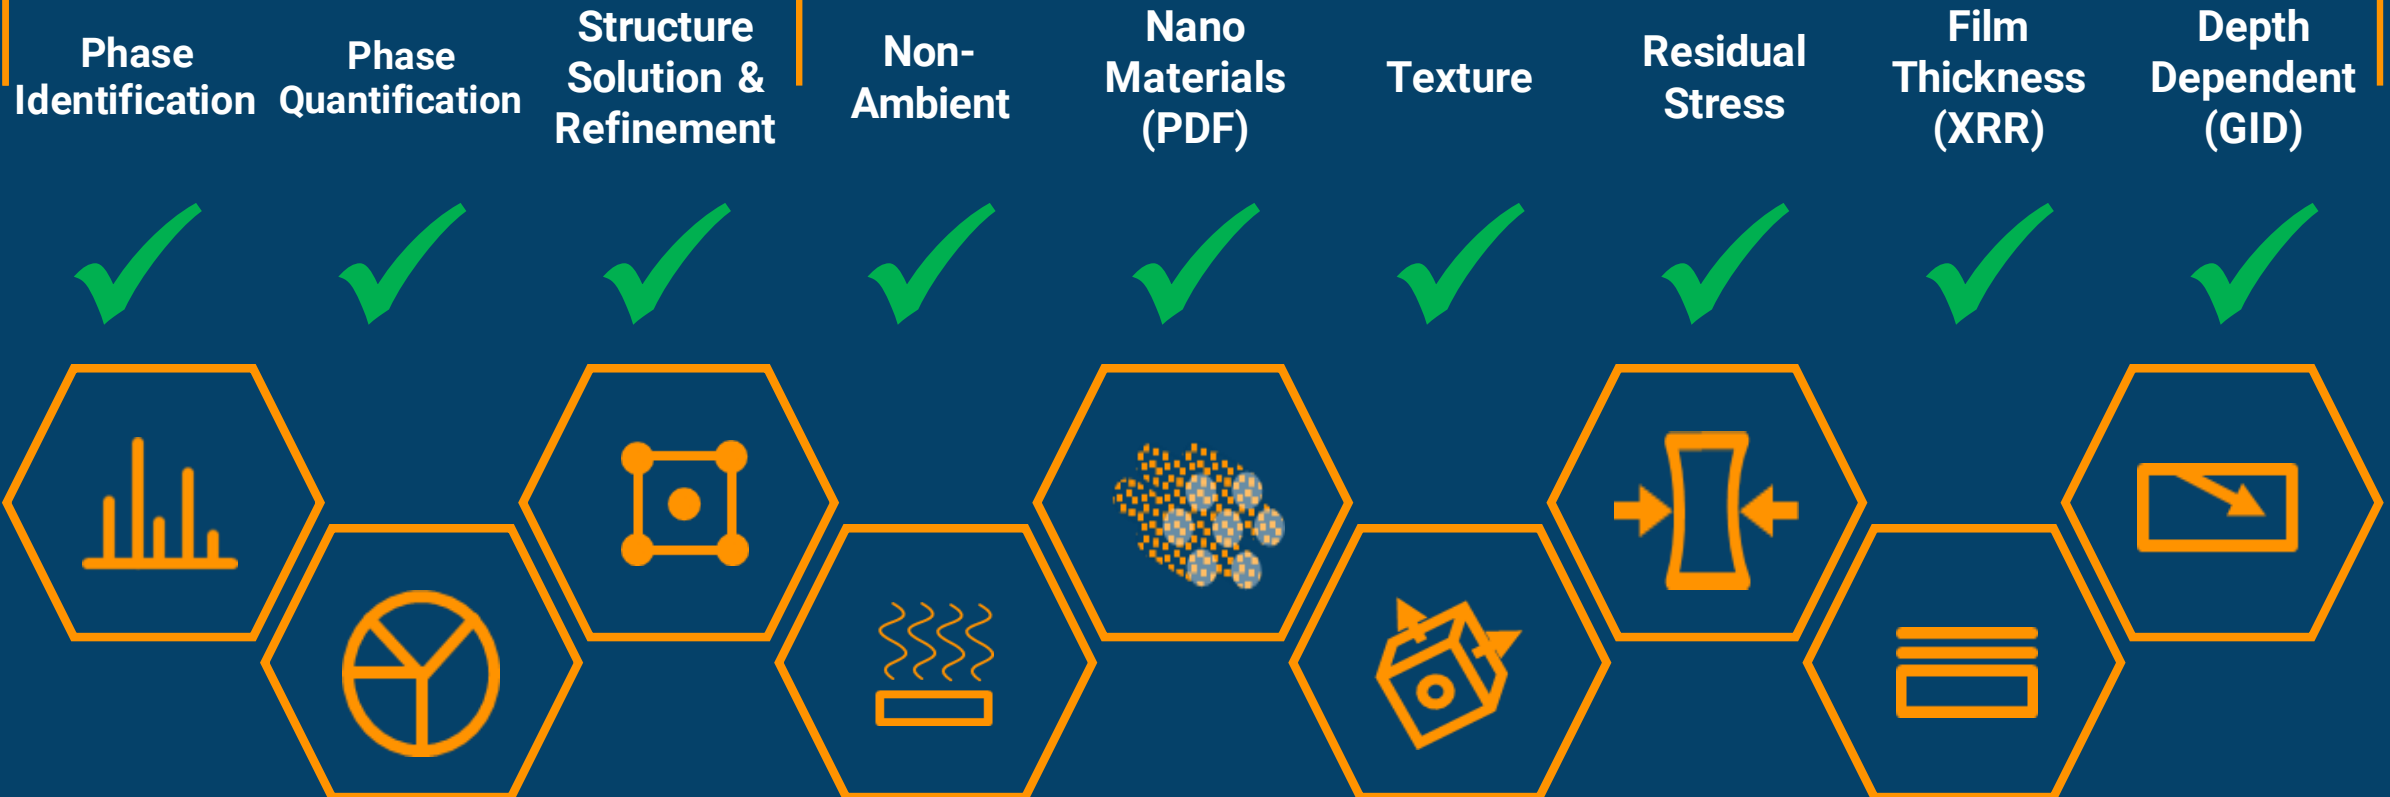 Phase
Identification
Phase
Quantification
Structure
Solution &
Refinement
Non-
Ambient
Nano
Materials
(PDF)
Texture
Residual
Stress
Film
Thickness
(XRR)
Depth
Dependent
(GID)